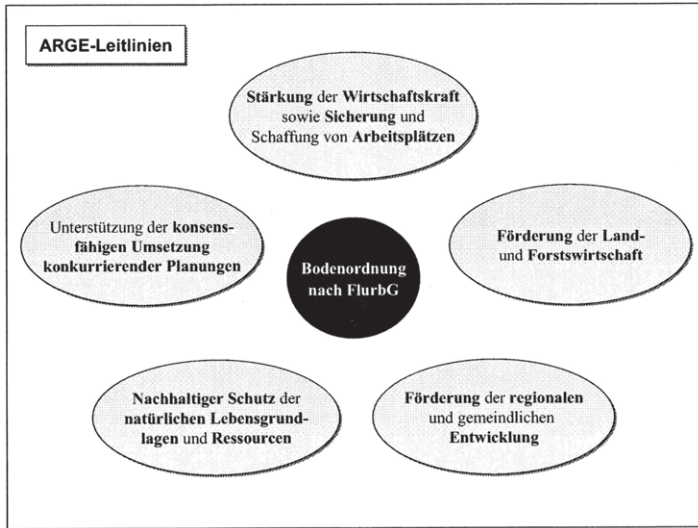 ARGE-Leitlinien
Stärkung der Wirtschaftskraft
sowie Sicherung und
Schaffung von Arbeitsplätzen
Unterstützung der konsens-
fähigen Umsetzung
konkurrierender Planungen
Förderung der Land-
und Forstswirtschaft
Bodenordnung
nach FlurbG
Nachhaltiger Schutz der
natürlichen Lebensgrund-
lagen und Ressourcen
Förderung der regionalen
und gemeindlichen
Entwicklung